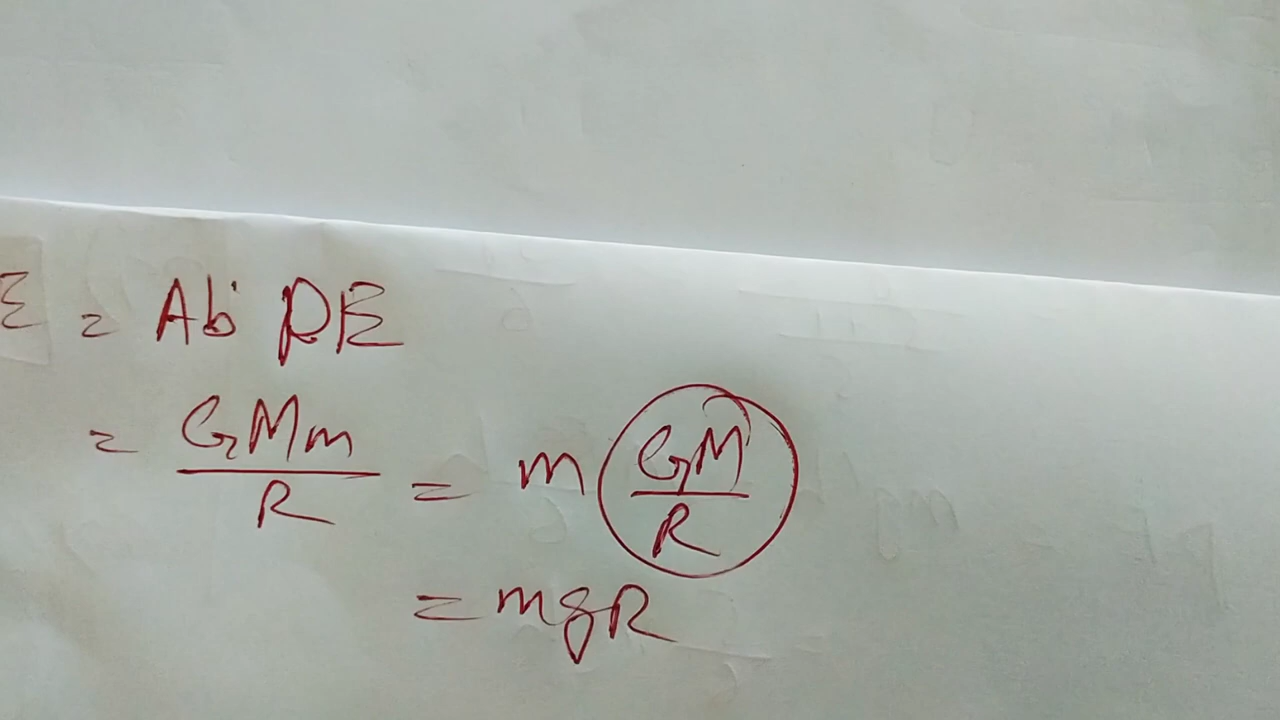 E = Ab PE
= GMm/R = m GM/R
= mgR